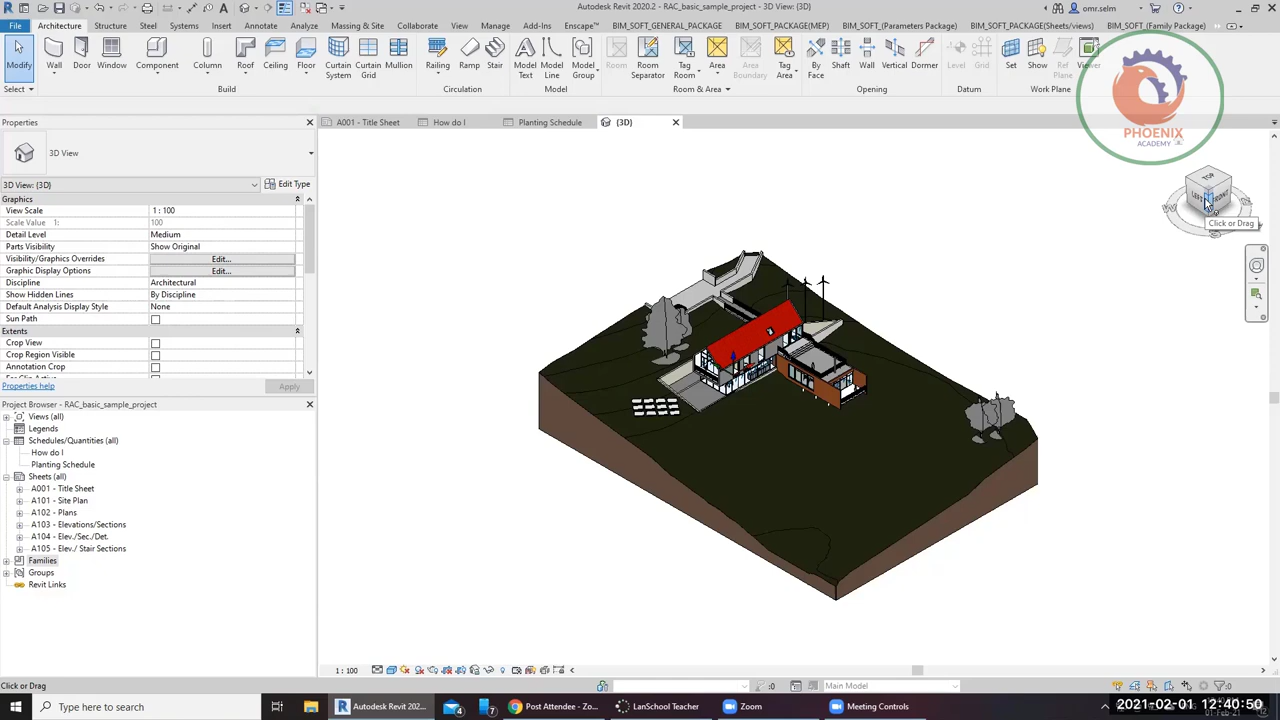 Autodesk Revit 2020.2 - RAC_basic_sample_project
omr.selm
File Architecture Structure Steel Systems Insert Annotate Analyze Massing & Site Collaborate View Manage Add-Ins Enscape™ BIM_SOFT_GENERAL_PACKAGE BIM_SOFT_PACKAGE(MEP) BIM_SOFT (Parameters Package) BIM_SOFT_PACKAGE(Sheets/views) BIM_SOFT (Family Package)
Modify Wall Door Window Component Column Roof Ceiling Floor Curtain System Curtain Grid Mullion Railing Ramp Stair Model Text Model Line Model Group Room Room Separator Tag Room Area Area Boundary Tag Area By Face Shaft Wall Vertical Dormer Level Grid Set Show Ref Plane Viewer
Select Build Circulation Model Room & Area Opening Datum Work Plane
PHOENIX
ACADEMY
Properties
A001 - Title Sheet How do I Planting Schedule {3D}
3D View
3D View: {3D} Edit Type
Graphics
View Scale 1 : 100
Scale Value 1: 100
Detail Level Medium
Parts Visibility Show Original
Visibility/Graphics Overrides Edit...
Graphic Display Options Edit...
Discipline Architectural
Show Hidden Lines By Discipline
Default Analysis Display Style None
Sun Path
Extents
Crop View
Crop Region Visible
Annotation Crop
Properties help Apply
TOP
LEFT FRONT
W
Click or Drag
Project Browser - RAC_basic_sample_project
Views (all)
Legends
Schedules/Quantities (all)
How do I
Planting Schedule
Sheets (all)
A001 - Title Sheet
A101 - Site Plan
A102 - Plans
A103 - Elevations/Sections
A104 - Elev./Sec./Det.
A105 - Elev./ Stair Sections
Families
Groups
Revit Links
1 : 100
Click or Drag :0 Main Model :0
Type here to search Autodesk Revit 202... 4 7 Post Attendee - Zo... LanSchool Teacher Zoom Meeting Controls
2021-02-01 12:40:50